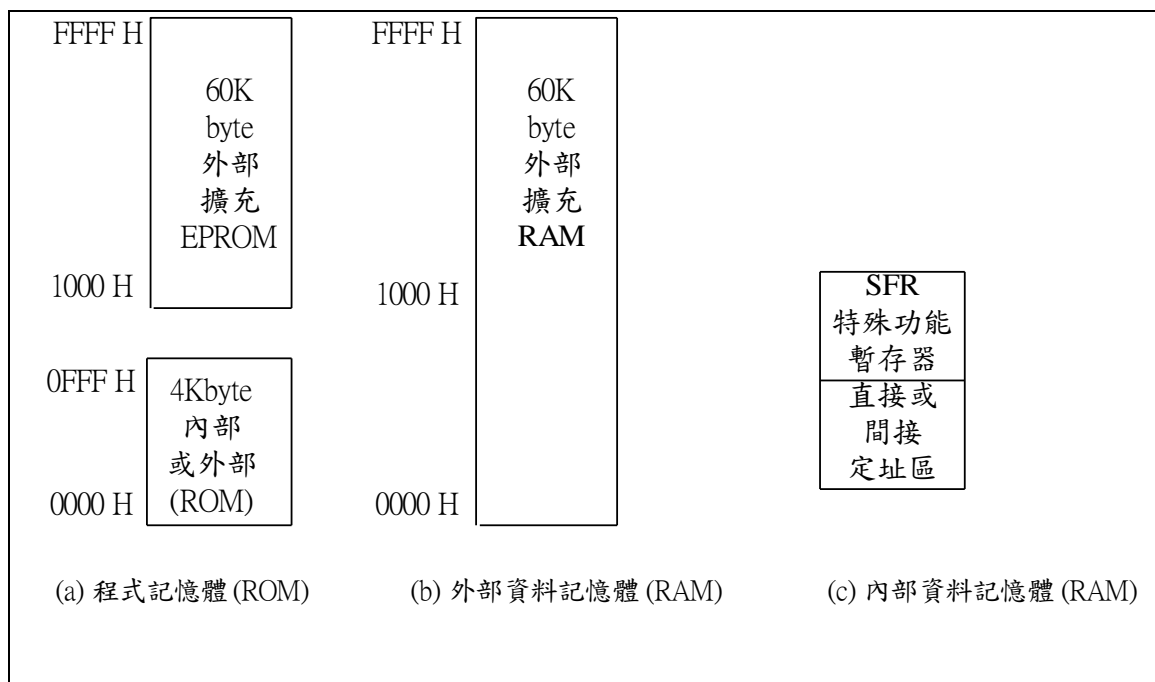 FFFF H
60K
byte
外部
擴充
EPROM
1000 H
0FFF H
4Kbyte
內部
或外部
(ROM)
0000 H
(a) 程式記憶體(ROM)
FFFF H
60K
byte
外部
擴充
RAM
1000 H
0000 H
(b) 外部資料記憶體(RAM)
SFR
特殊功能
暫存器
直接或
間接
定址區
(c) 內部資料記憶體(RAM)